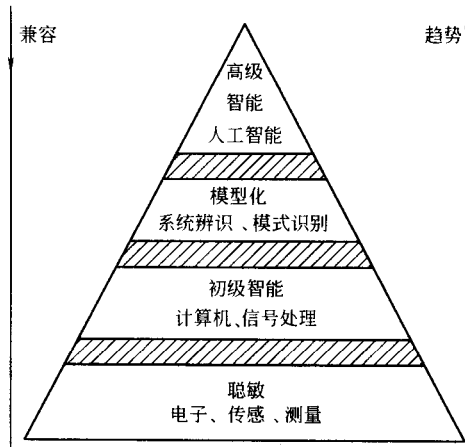 兼容
趋势
高级
智能
人工智能
模型化
系统辨识、模式识别
初级智能
计算机、信号处理
聪敏
电子、传感、测量